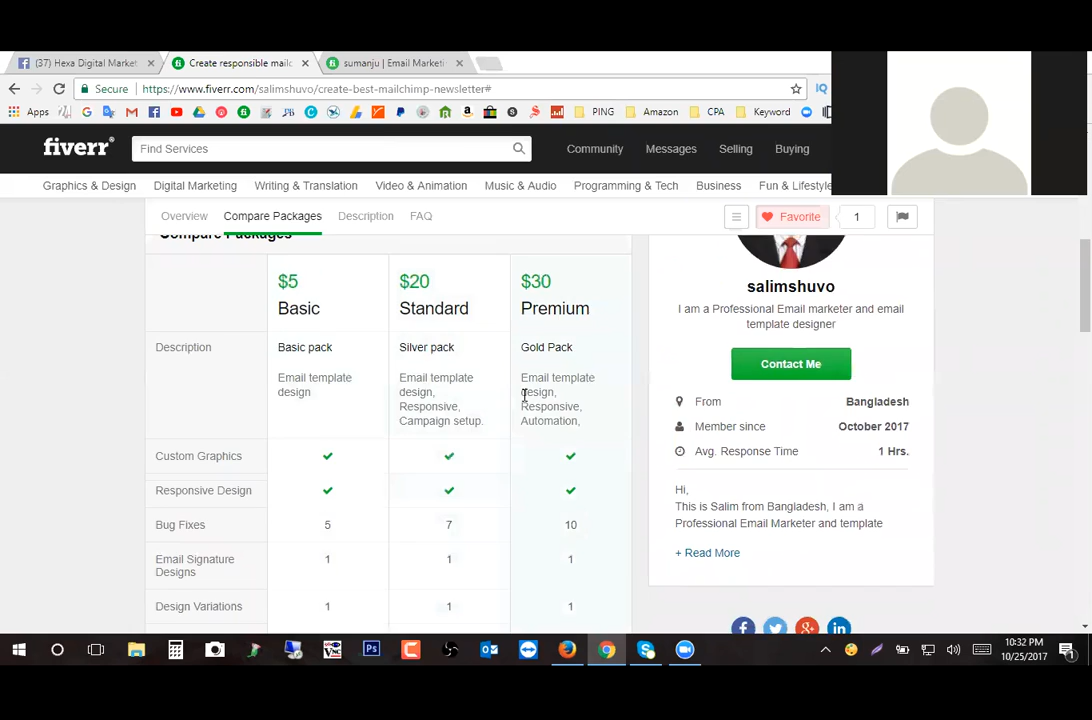 (37) Hexa Digital Market
Create responsible mailc
sumanju | Email Marketi
Secure
https://www.fiverr.com/salimshuvo/create-best-mailchimp-newsletter#
Apps
PING
Amazon
CPA
Keyword
fiverr
Find Services
Community
Messages
Selling
Buying
Graphics & Design
Digital Marketing
Writing & Translation
Video & Animation
Music & Audio
Programming & Tech
Business
Fun & Lifestyle
Overview
Compare Packages
Description
FAQ
Favorite
1
Compare Packages
$5
$20
$30
Basic
Standard
Premium
Description
Basic pack
Silver pack
Gold Pack
Email template
design
Email template
design,
Responsive,
Campaign setup.
Email template
design,
Responsive,
Automation,
Custom Graphics
Responsive Design
Bug Fixes
5
7
10
Email Signature
Designs
1
1
1
Design Variations
1
1
1
salimshuvo
I am a Professional Email marketer and email
template designer
Contact Me
From
Bangladesh
Member since
October 2017
Avg. Response Time
1 Hrs.
Hi,
This is Salim from Bangladesh, I am a
Professional Email Marketer and template
+ Read More
10:32 PM
10/25/2017